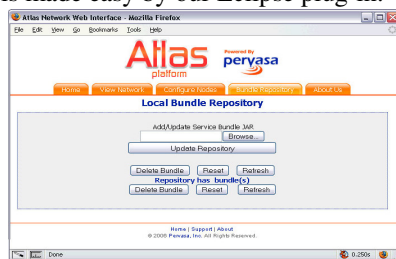 is made easy by our Eclipse plug-in.
Atlas Network Web Interface - Mozilla Firefox
File Edit View Go Bookmarks Tools Help
Atlas
platform
Powered By
pervasa
Home View Network Configure Nodes Bundle Repository About Us
Local Bundle Repository
Add/Update Service Bundle JAR
Browse..
Update Repository
Delete Bundle Reset Refresh
Repository has bundle(s)
Delete Bundle Reset Refresh
Home | Support | About
© 2006 Pervasa, Inc. All Rights Reserved.
Done 0.250s